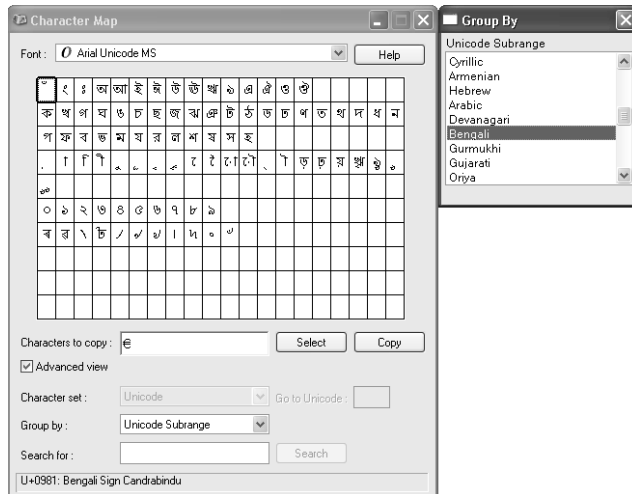 Character Map
Font : O Arial Unicode MS Help
ঁ ং ঃ অ আ ই ঈ উ ঊ ঋ ঌ এ ঐ ও ঔ
ক খ গ ঘ ঙ চ ছ জ ঝ ঞ ট ঠ ড ঢ ণ ত থ দ ধ ন
প ফ ব ভ ম য র ল শ ষ স হ
় া ি ী ু ূ ৃ ৄ ে ৈ ো ৌ ্ ৗ ড় ঢ় য় ৠ ৡ ৢ
ৣ
০ ১ ২ ৩ ৪ ৫ ৬ ৭ ৮ ৯
ৰ ৱ ৲ ৳ ৴ ৵ ৶ ৷ ৸ ৹ ৺
Characters to copy : € Select Copy
Advanced view
Character set : Unicode Go to Unicode :
Group by : Unicode Subrange
Search for : Search
U+0981: Bengali Sign Candrabindu
Group By
Unicode Subrange
Cyrillic
Armenian
Hebrew
Arabic
Devanagari
Bengali
Gurmukhi
Gujarati
Oriya